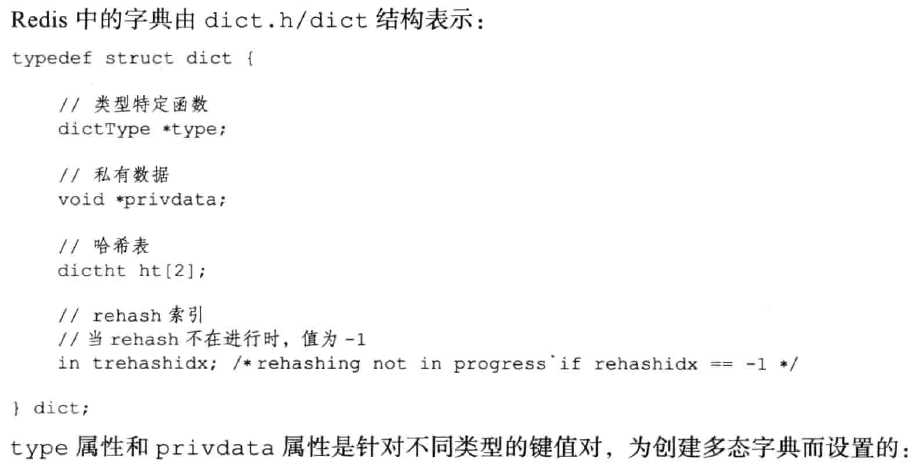 Redis 中的字典由 dict.h/dict 结构表示：
typedef struct dict {
// 类型特定函数
dictType *type;
// 私有数据
void *privdata;
// 哈希表
dictht ht[2];
// rehash 索引
// 当 rehash 不在进行时，值为 -1
in trehashidx; /* rehashing not in progress if rehashidx == -1 */
} dict;
type 属性和 privdata 属性是针对不同类型的键值对，为创建多态字典而设置的：